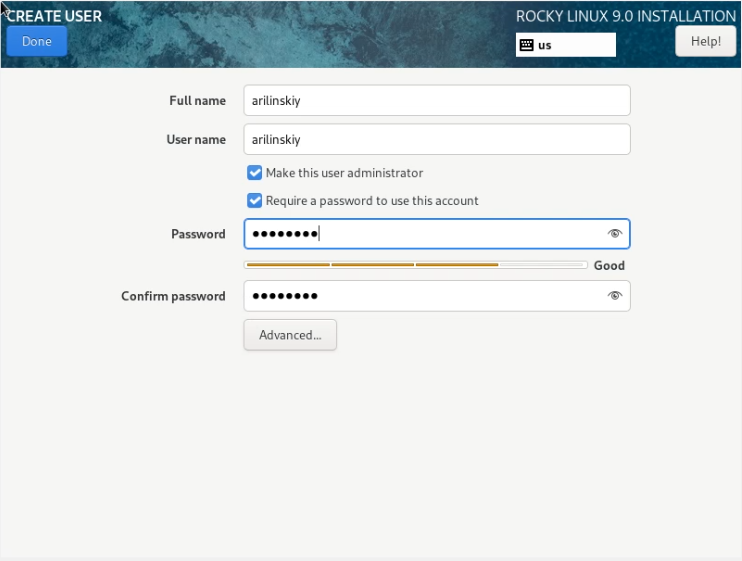 CREATE USER
ROCKY LINUX 9.0 INSTALLATION
Done
us
Help!
Full name
arilinskiy
User name
arilinskiy
Make this user administrator
Require a password to use this account
Password
●●●●●●●●
Good
Confirm password
●●●●●●●●
Advanced...